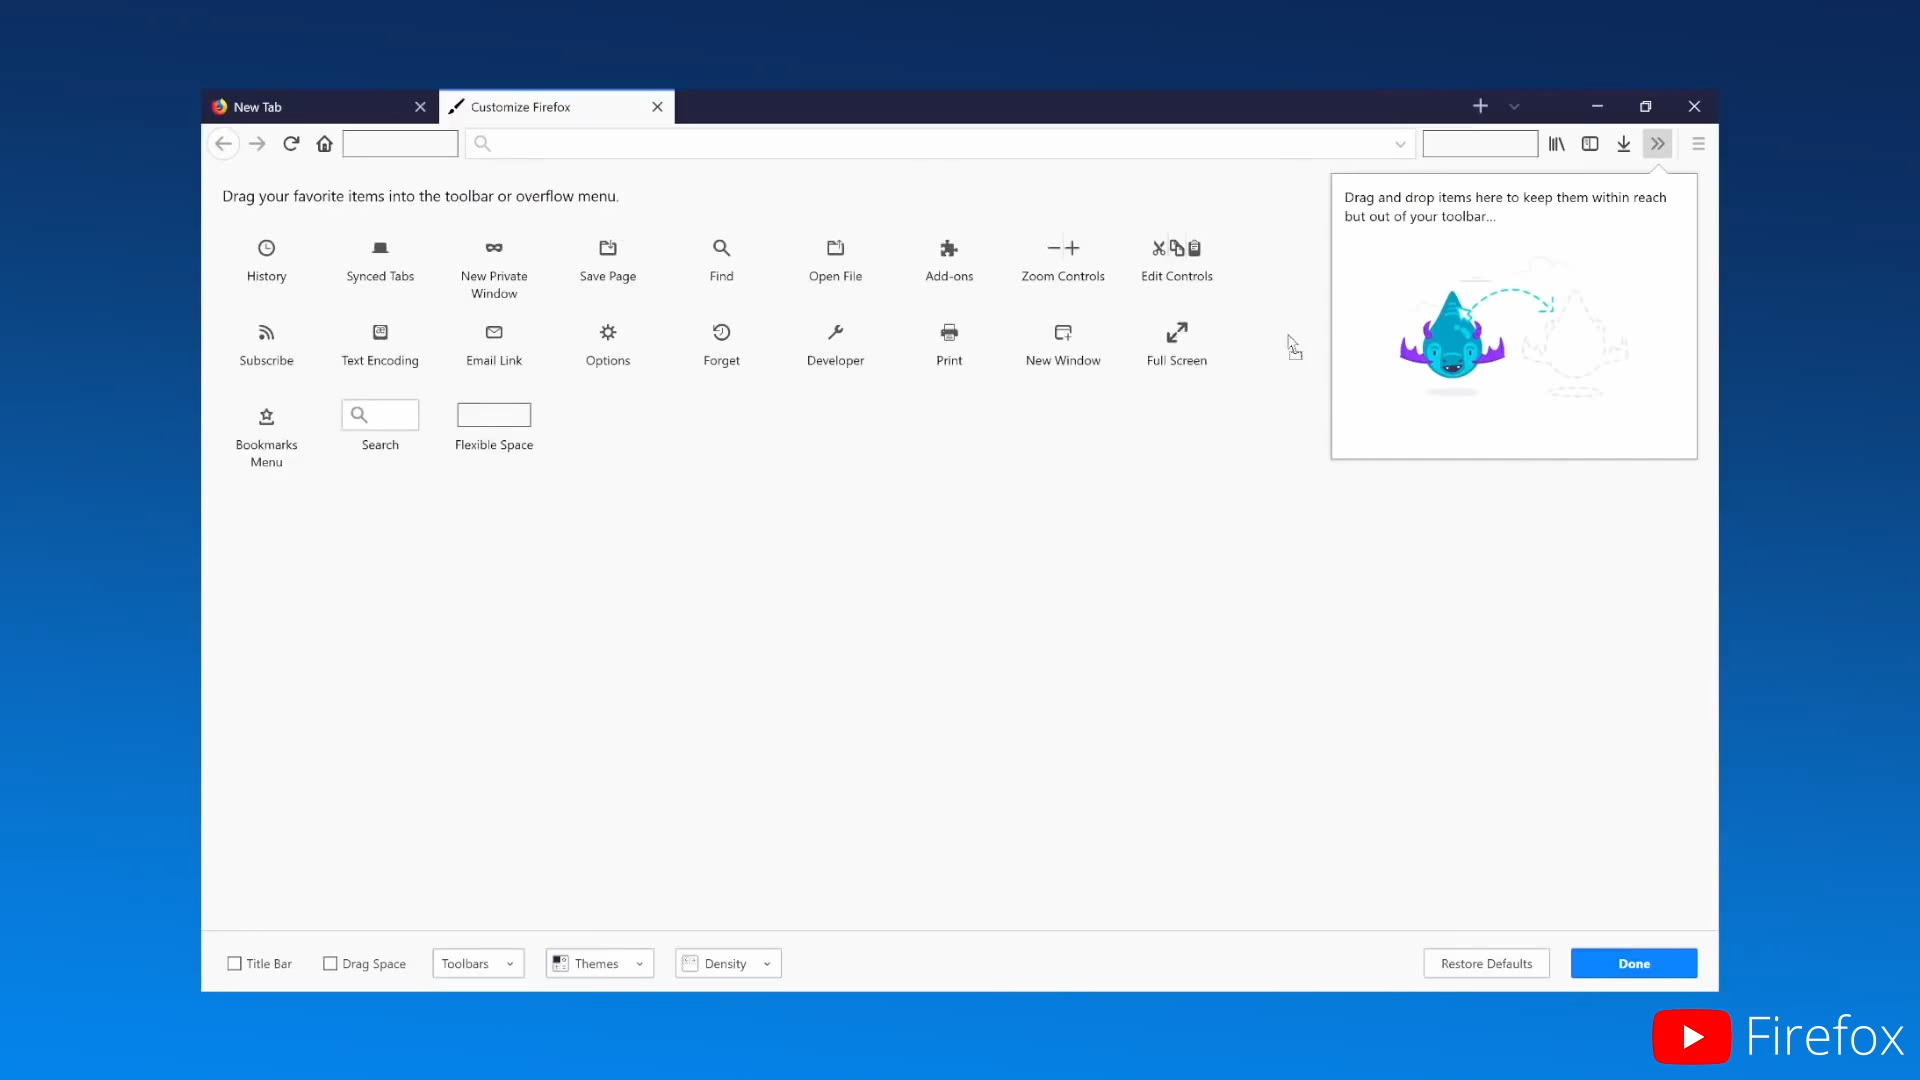 New Tab
Customize Firefox
Drag your favorite items into the toolbar or overflow menu.
Drag and drop items here to keep them within reach
but out of your toolbar...
History
Synced Tabs
New Private
Window
Save Page
Find
Open File
Add-ons
Zoom Controls
Edit Controls
Subscribe
Text Encoding
Email Link
Options
Forget
Developer
Print
New Window
Full Screen
Bookmarks
Menu
Search
Flexible Space
Title Bar
Drag Space
Toolbars
Themes
Density
Restore Defaults
Done
Firefox